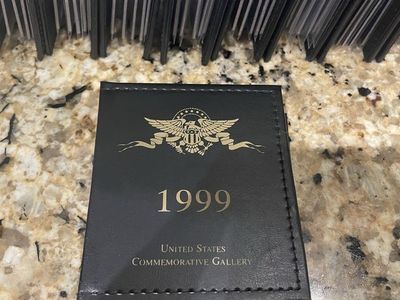 1999
United States
Commemorative Gallery